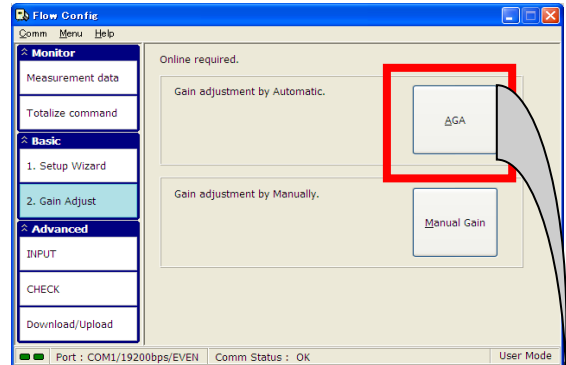 Flow Config
Comm Menu Help
Monitor
Measurement data
Totalize command
Basic
1. Setup Wizard
2. Gain Adjust
Advanced
INPUT
CHECK
Download/Upload
Online required.
Gain adjustment by Automatic.
AGA
Gain adjustment by Manually.
Manual Gain
Port : COM1/19200bps/EVEN Comm Status : OK User Mode